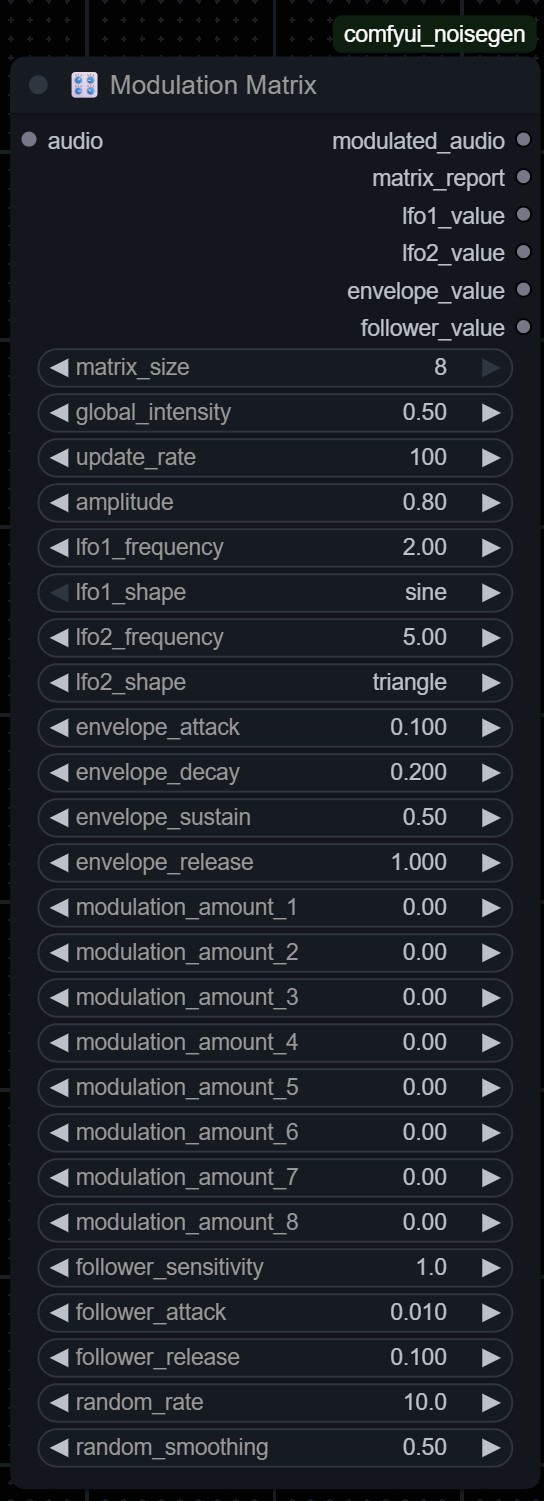 comfyui_noisegen
Modulation Matrix
audio modulated_audio
matrix_report
lfo1_value
lfo2_value
envelope_value
follower_value
matrix_size 8
global_intensity 0.50
update_rate 100
amplitude 0.80
lfo1_frequency 2.00
lfo1_shape sine
lfo2_frequency 5.00
lfo2_shape triangle
envelope_attack 0.100
envelope_decay 0.200
envelope_sustain 0.50
envelope_release 1.000
modulation_amount_1 0.00
modulation_amount_2 0.00
modulation_amount_3 0.00
modulation_amount_4 0.00
modulation_amount_5 0.00
modulation_amount_6 0.00
modulation_amount_7 0.00
modulation_amount_8 0.00
follower_sensitivity 1.0
follower_attack 0.010
follower_release 0.100
random_rate 10.0
random_smoothing 0.50